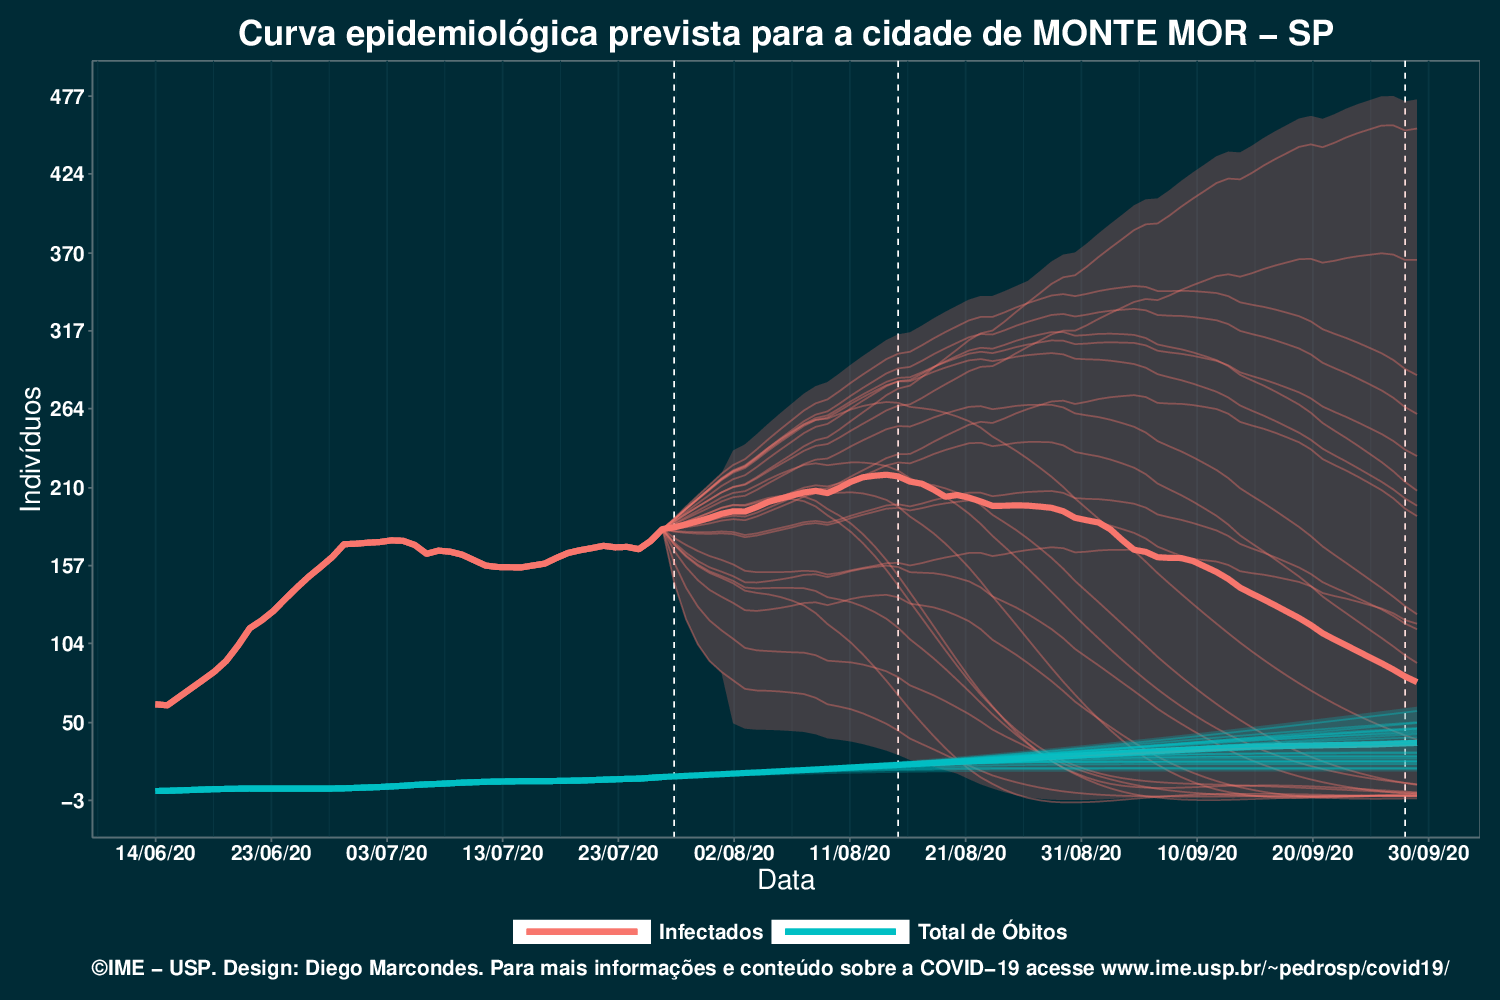 Curva epidemiológica prevista para a cidade de MONTE MOR – SP
Indivíduos
477
424
370
317
264
210
157
104
50
−3
14/06/20 23/06/20 03/07/20 13/07/20 23/07/20 02/08/20 11/08/20 21/08/20 31/08/20 10/09/20 20/09/20 30/09/20
Data
Infectados Total de Óbitos
©IME – USP. Design: Diego Marcondes. Para mais informações e conteúdo sobre a COVID−19 acesse www.ime.usp.br/~pedrosp/covid19/